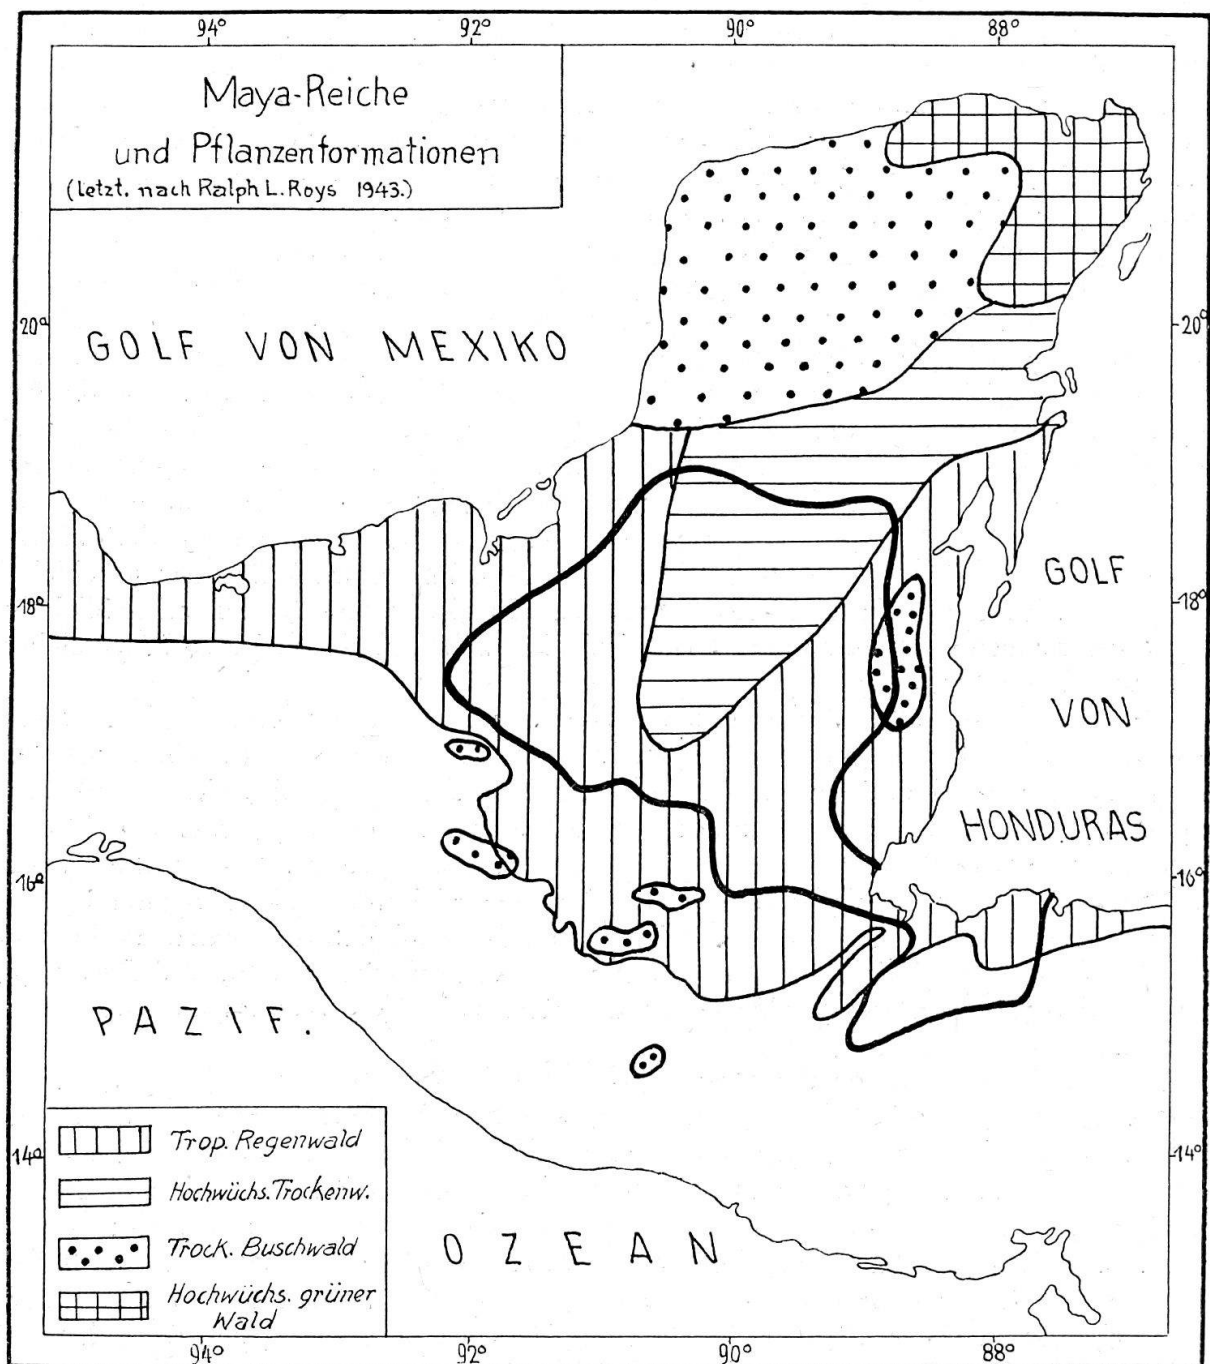 94° 92° 90° 88°
Maya-Reiche
und Pflanzenformationen
(letzt. nach Ralph L. Roys 1943.)
20° 20°
GOLF VON MEXIKO
GOLF
18° 18°
VON
HONDURAS
16° 16°
PAZIF.
Trop. Regenwald
14° 14°
Hochwüchs. Trockenw.
Trock. Buschwald
OZEAN
Hochwüchs. grüner
Wald
94° 92° 90° 88°